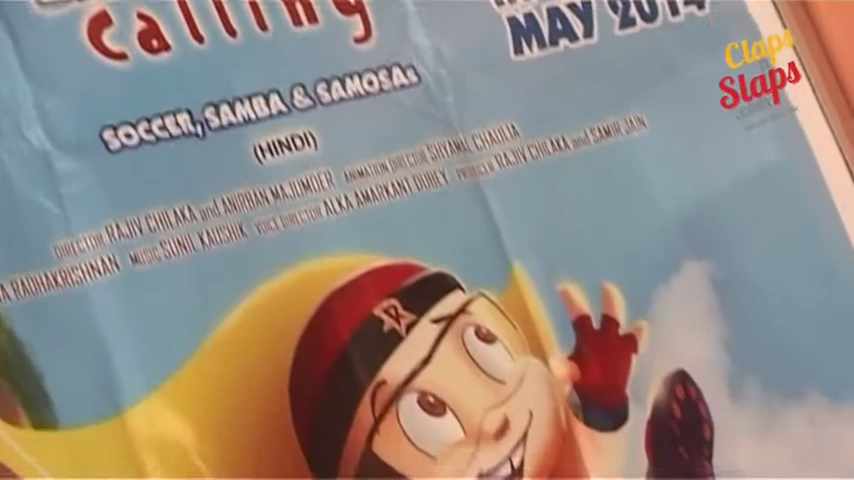 Calling
MAY 2014
Claps
Slaps
SOCCER, SAMBA & SAMOSAs
(HINDI)
DIRECTOR RAJIV CHILAKA and ANIRBAN MAJUMDER ANIMATION DIRECTOR SHYAMAL CHAULIA
A RADHAKRISHNAN MUSIC SUNIL KAUSHIK VOICE DIRECTOR ALKA AMARKANT DUBEY PRODUCER RAJIV CHILAKA and SAMIR JAIN
R